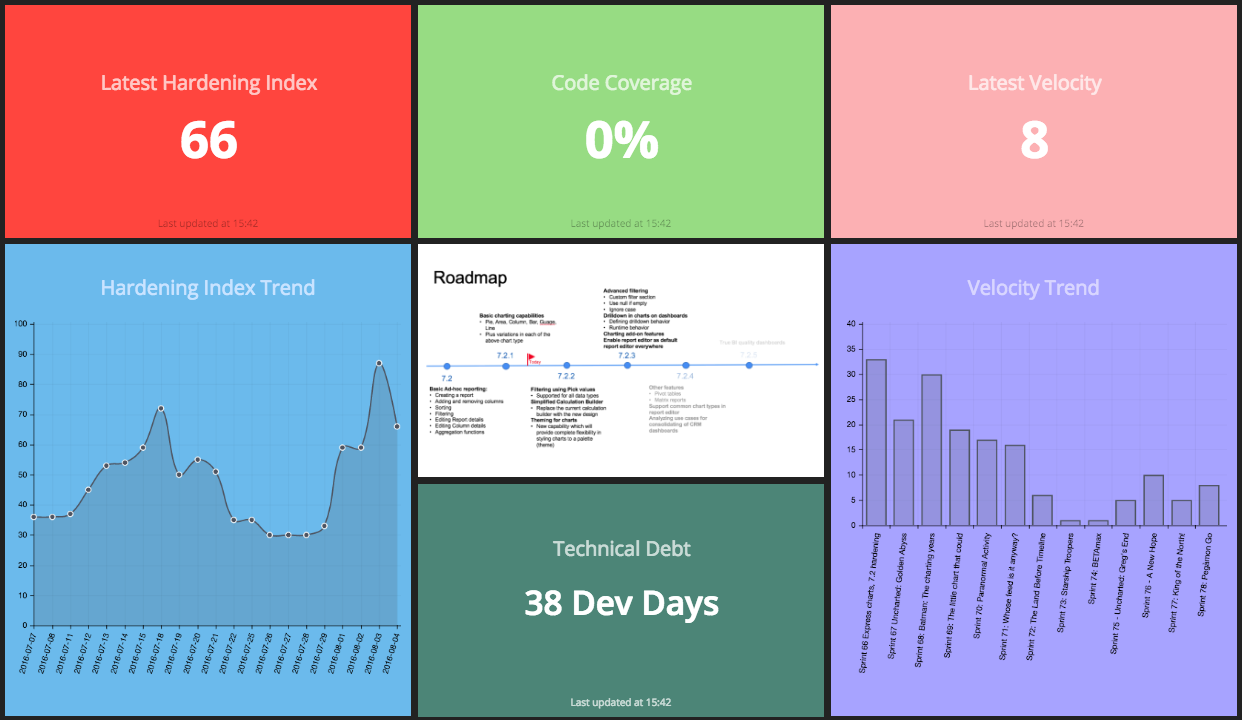 Latest Hardening Index
66
Last updated at 15:42
Code Coverage
0%
Last updated at 15:42
Latest Velocity
8
Last updated at 15:42
Hardening Index Trend
100
90
80
70
60
50
40
30
20
10
0
2016-07-07
2016-07-08
2016-07-11
2016-07-12
2016-07-13
2016-07-14
2016-07-15
2016-07-18
2016-07-19
2016-07-20
2016-07-21
2016-07-22
2016-07-25
2016-07-26
2016-07-27
2016-07-28
2016-07-29
2016-08-01
2016-08-02
2016-08-03
2016-08-04
Roadmap
Basic charting capabilities
• Pie, Area, Column, Bar, Guage,
Line
• Plus variations in each of the
above chart type
Advanced filtering
• Custom filter section
• Use null if empty
• Ignore case
Drilldown in charts on dashboards
• Defining drilldown behavior
• Runtime behavior
Charting add-on features
Enable report editor as default
report editor everywhere
True BI quality dashboards
7.2.1
Today
7.2.3
7.2.5
7.2
7.2.2
7.2.4
Basic Ad-hoc reporting:
• Creating a report
• Adding and removing columns
• Sorting
• Filtering
• Editing Report details
• Editing Column details
• Aggregation functions
Filtering using Pick values
• Supported for all data types
Simplified Calculation Builder
• Replace the current calculation
builder with the new design
Theming for charts
• New capability which will
provide complete flexibility in
styling charts to a palette
(theme)
Other features
• Pivot tables
• Matrix reports
Support common chart types in
report editor
Analyzing use cases for
consolidating of CRM
dashboards
Technical Debt
38 Dev Days
Last updated at 15:42
Velocity Trend
40
35
30
25
20
15
10
5
0
Sprint 66 Express charts, 7.2 hardening
Sprint 67 Uncharted: Golden Abyss
Sprint 68: Batman: The charting years
Sprint 69: The little chart that could
Sprint 70: Paranormal Activity
Sprint 71: Whose feed is it anyway?
Sprint 72: The Land Before Timeline
Sprint 73: Starship Troopers
Sprint 74: BETAmax
Sprint 75 - Uncharted: Greg's End
Sprint 76 - A New Hope
Sprint 77: King of the North!
Sprint 78: Pegamon Go